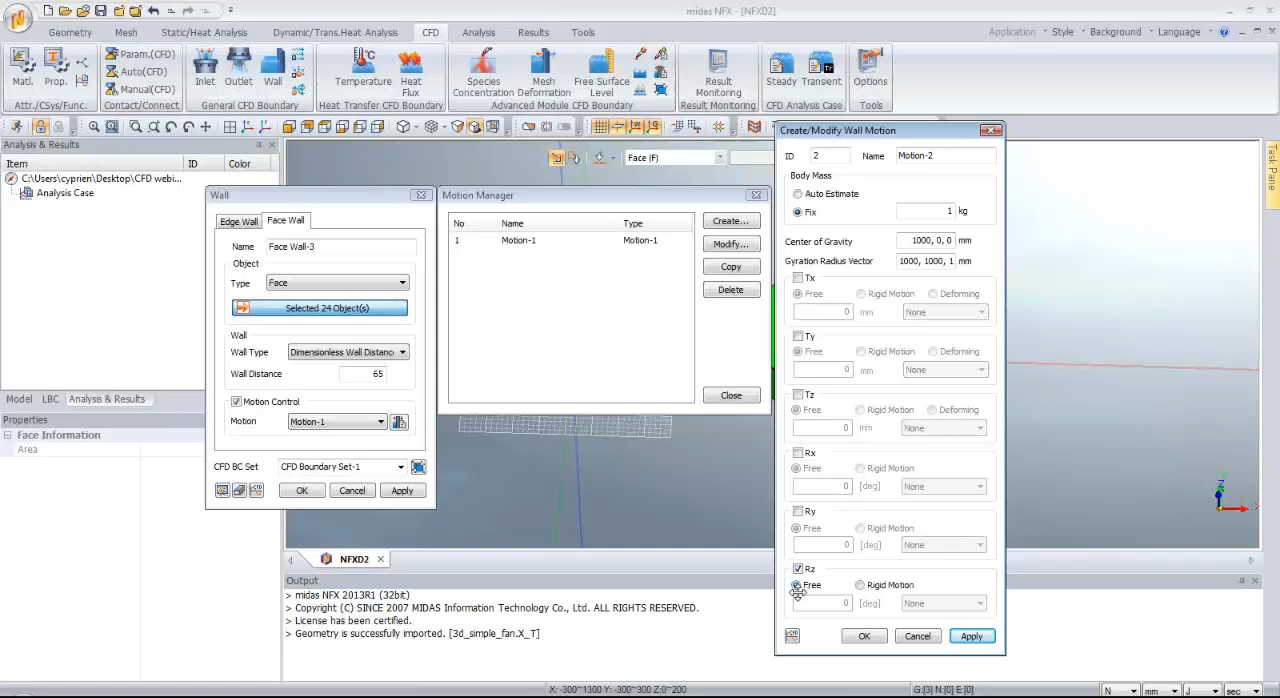 midas NFX - [NFXD2]
Geometry Mesh Static/Heat Analysis Dynamic/Trans.Heat Analysis CFD Analysis Results Tools Application Style Background Language
Param.(CFD)
Auto(CFD)
Manual(CFD)
Matl. Prop. Inlet Outlet Wall Temperature Heat Flux Species Concentration Mesh Deformation Free Surface Level Result Monitoring Steady Transient Options
Attr./CSys/Func. Contact/Connect General CFD Boundary Heat Transfer CFD Boundary Advanced Module CFD Boundary Result Monitoring CFD Analysis Case Tools
Analysis & Results
Item ID Color
C:\Users\cyprien\Desktop\CFD webi...
Analysis Case
Model LBC Analysis & Results
Properties
Face Information
Area
Face (F)
Task Pane
Wall
Edge Wall Face Wall
Name Face Wall-3
Object
Type Face
Selected 24 Object(s)
Wall
Wall Type Dimensionless Wall Distanc
Wall Distance 65
Motion Control
Motion Motion-1
CFD BC Set CFD Boundary Set-1
OK Cancel Apply
Motion Manager
No Name Type
1 Motion-1 Motion-1
Create...
Modify...
Copy
Delete
Close
Create/Modify Wall Motion
ID 2 Name Motion-2
Body Mass
Auto Estimate
Fix 1 kg
Center of Gravity 1000, 0, 0 mm
Gyration Radius Vector 1000, 1000, 1 mm
Tx
Free Rigid Motion Deforming
0 mm None
Ty
Free Rigid Motion Deforming
0 mm None
Tz
Free Rigid Motion Deforming
0 mm None
Rx
Free Rigid Motion
0 [deg] None
Ry
Free Rigid Motion
0 [deg] None
Rz
Free Rigid Motion
0 [deg] None
OK Cancel Apply
NFXD2
Output
> midas NFX 2013R1 (32bit)
> Copyright (C) SINCE 2007 MIDAS Information Technology Co., Ltd. ALL RIGHTS RESERVED.
> License has been certified.
> Geometry is successfully imported. [3d_simple_fan.X_T]
X: -300~1300 Y: -300~300 Z:0~200 G:[3] N:[0] E:[0] N mm J sec